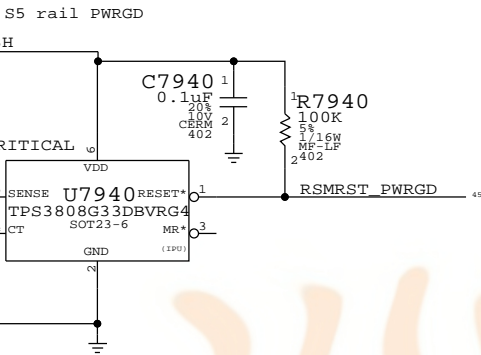 S5 rail PWRGD
H
C7940
0.1uF
20%
10V
CERM
402
1
2
1
R7940
100K
5%
1/16W
MF-LF
402
2
RITICAL
6
VDD
SENSE
U7940
RESET*
1
RSMRST_PWRGD
45
TPS3808G33DBVRG4
CT
SOT23-6
MR*
3
(IPU)
GND
2